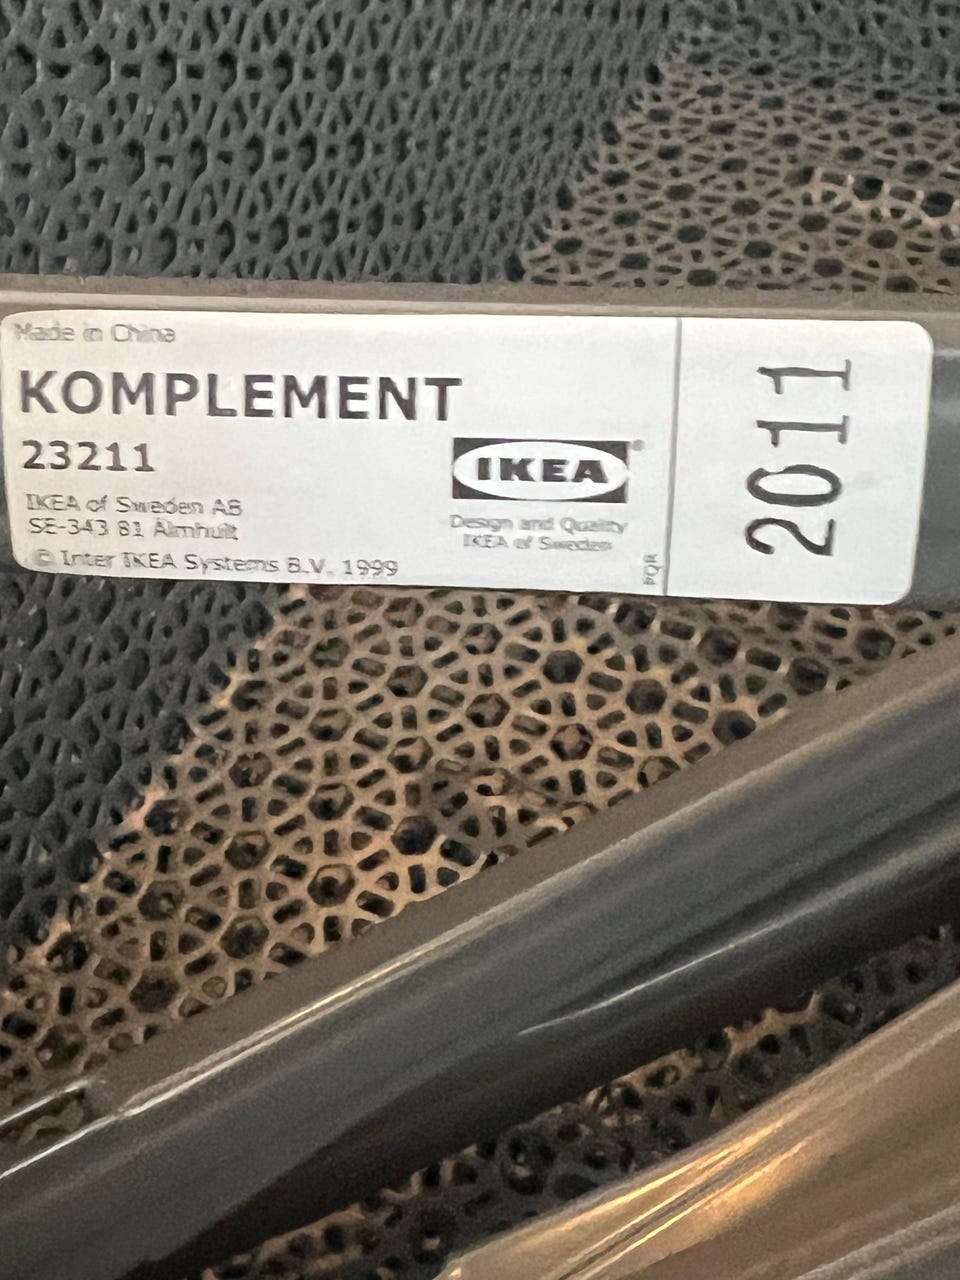 Made in China
KOMPLEMENT
23211
IKEA of Sweden AB
SE-343 81 Älmhult
© Inter IKEA Systems B.V. 1999
IKEA®
Design and Quality
IKEA of Sweden
PQR
2011